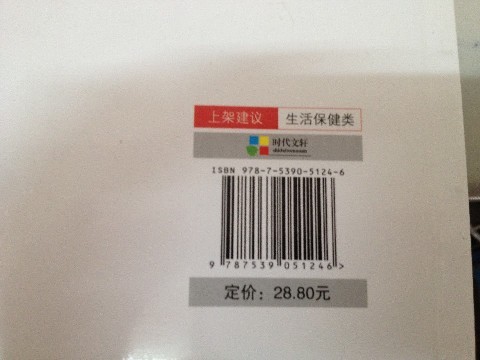 上架建议 生活保健类
时代文轩
ISBN 978-7-5390-5124-6
9 787539 051246 >
定价：28.80元